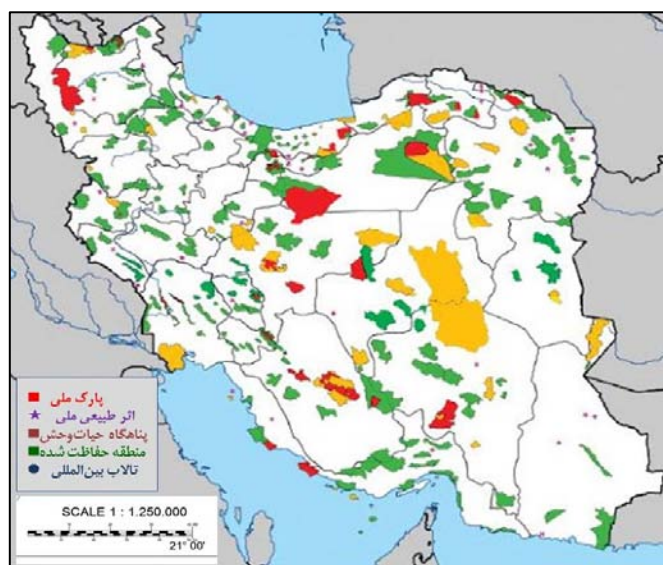 پارک ملی
اثر طبیعی ملی
پناهگاه حیات‌وحش
منطقه حفاظت شده
تالاب بین‌المللی
SCALE 1 : 1.250.000
21° 00'